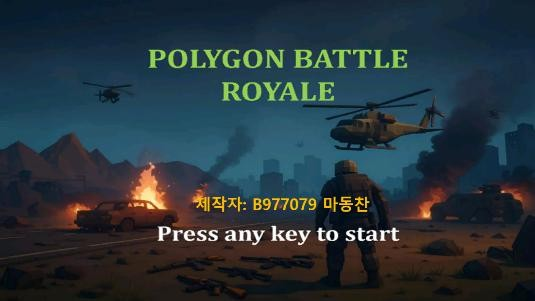 POLYGON BATTLE
ROYALE
제작자: B977079 마동찬
Press any key to start